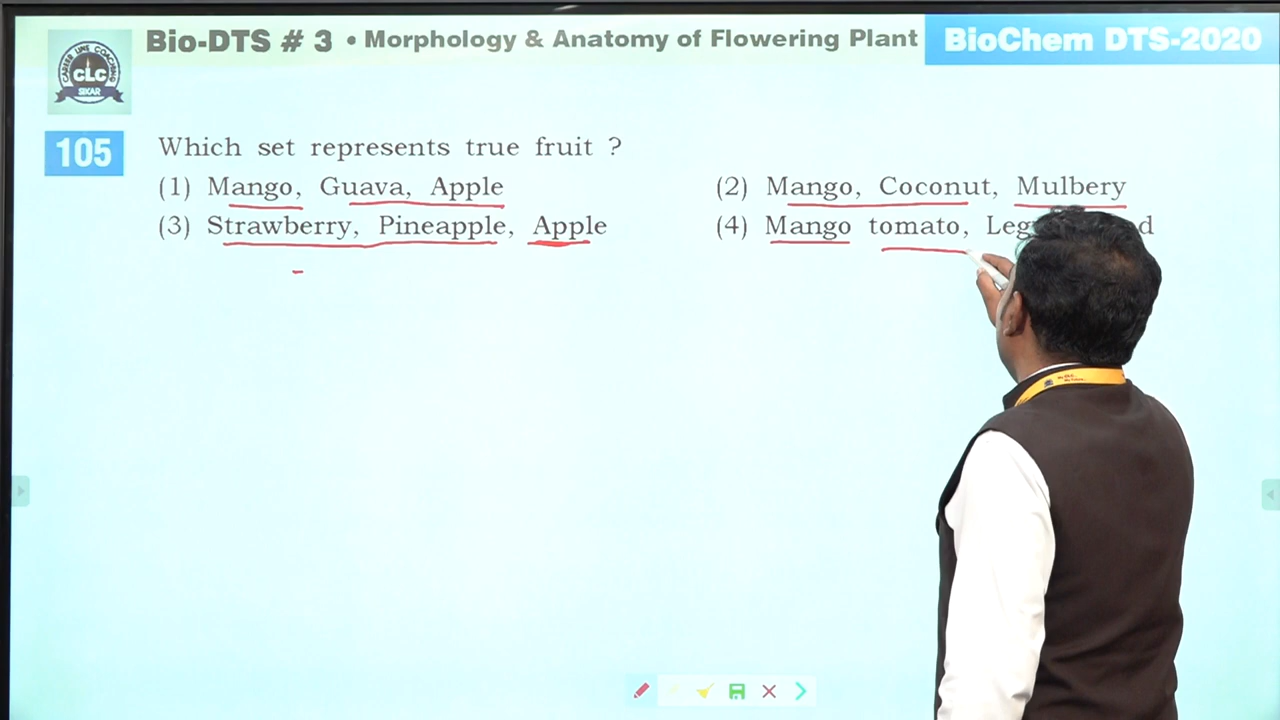 Bio-DTS # 3 • Morphology & Anatomy of Flowering Plant
BioChem DTS-2020
CAREER LINE COACHING
CLC
SIKAR
105
Which set represents true fruit ?
(1) Mango, Guava, Apple
(2) Mango, Coconut, Mulbery
(3) Strawberry, Pineapple, Apple
(4) Mango tomato,